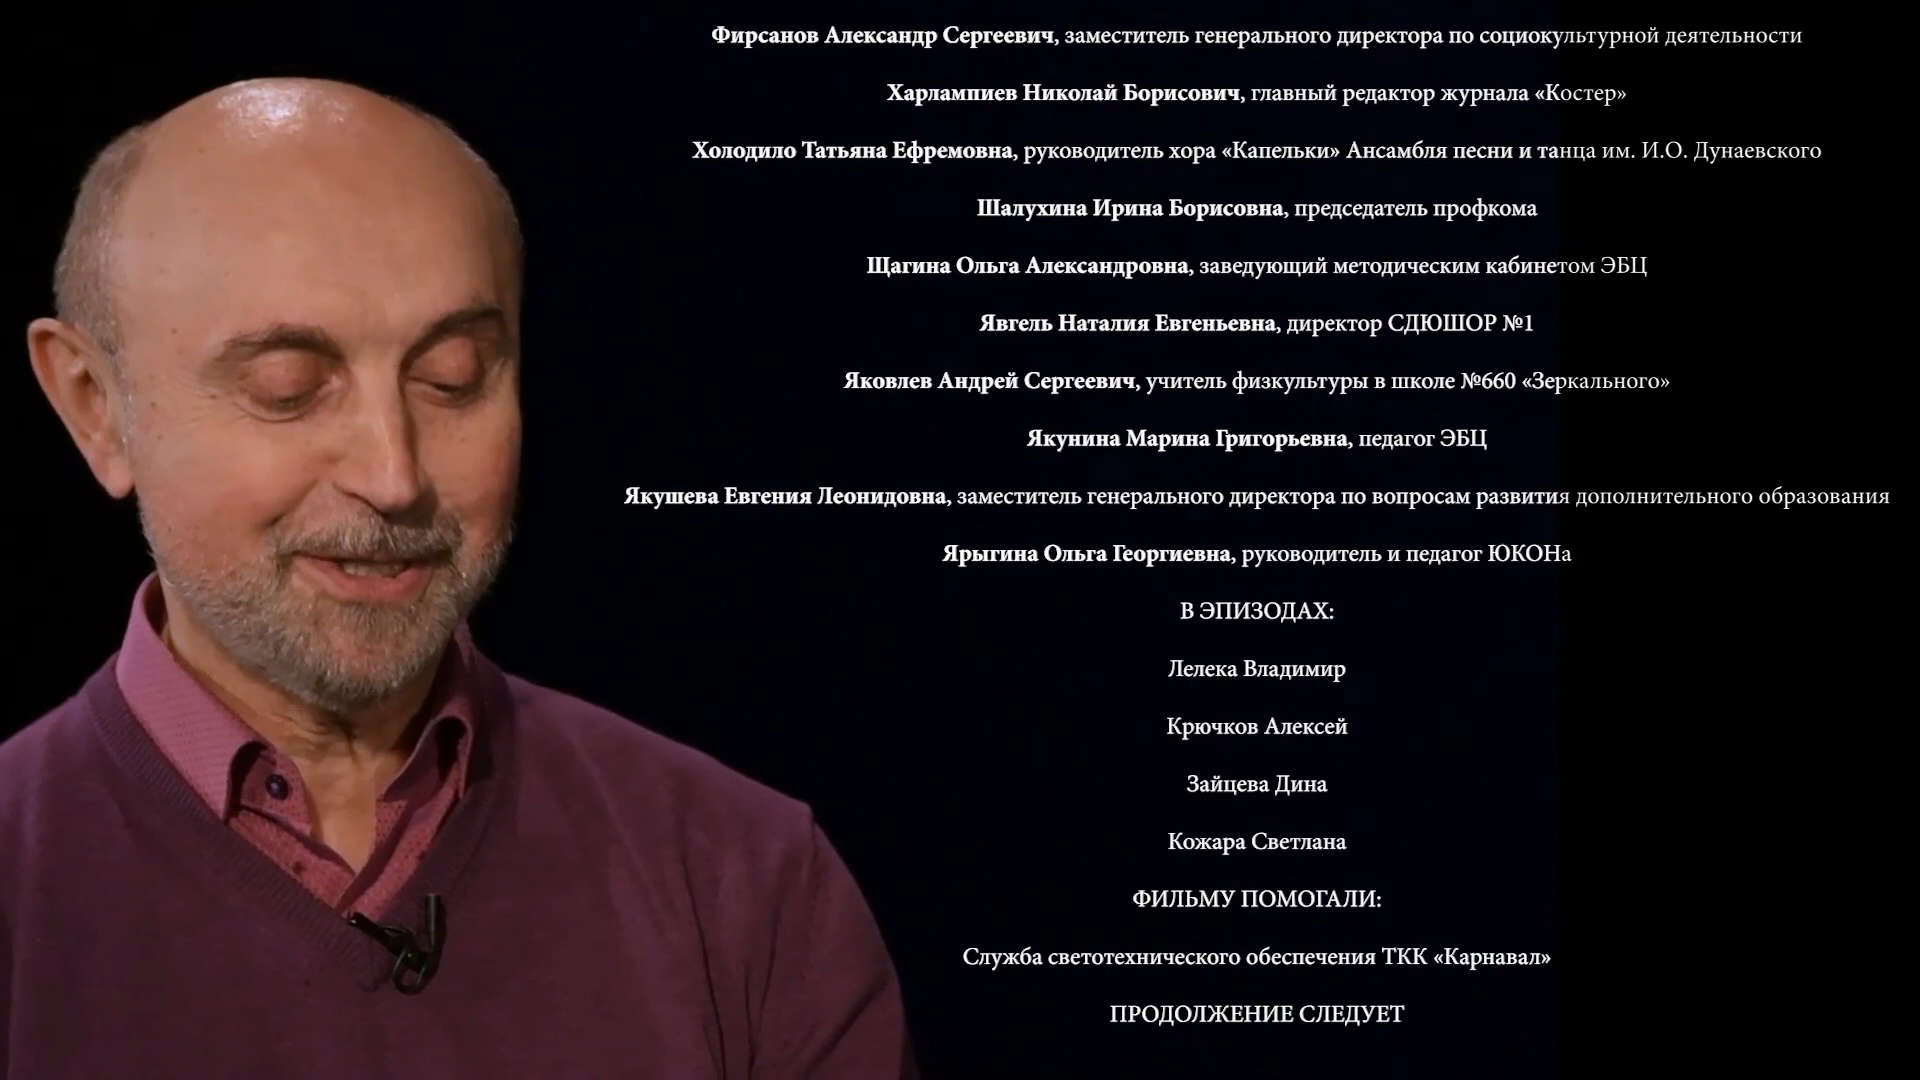 Фирсанов Александр Сергеевич, заместитель генерального директора по социокультурной деятельности
Харлампиев Николай Борисович, главный редактор журнала «Костер»
Холодило Татьяна Ефремовна, руководитель хора «Капельки» Ансамбля песни и танца им. И.О. Дунаевского
Шалухина Ирина Борисовна, председатель профкома
Щагина Ольга Александровна, заведующий методическим кабинетом ЭБЦ
Явгель Наталия Евгеньевна, директор СДЮШОР №1
Яковлев Андрей Сергеевич, учитель физкультуры в школе №660 «Зеркального»
Якунина Марина Григорьевна, педагог ЭБЦ
Якушева Евгения Леонидовна, заместитель генерального директора по вопросам развития дополнительного образования
Ярыгина Ольга Георгиевна, руководитель и педагог ЮКОНа
В ЭПИЗОДАХ:
Лелека Владимир
Крючков Алексей
Зайцева Дина
Кожара Светлана
ФИЛЬМУ ПОМОГАЛИ:
Служба светотехнического обеспечения ТКК «Карнавал»
ПРОДОЛЖЕНИЕ СЛЕДУЕТ